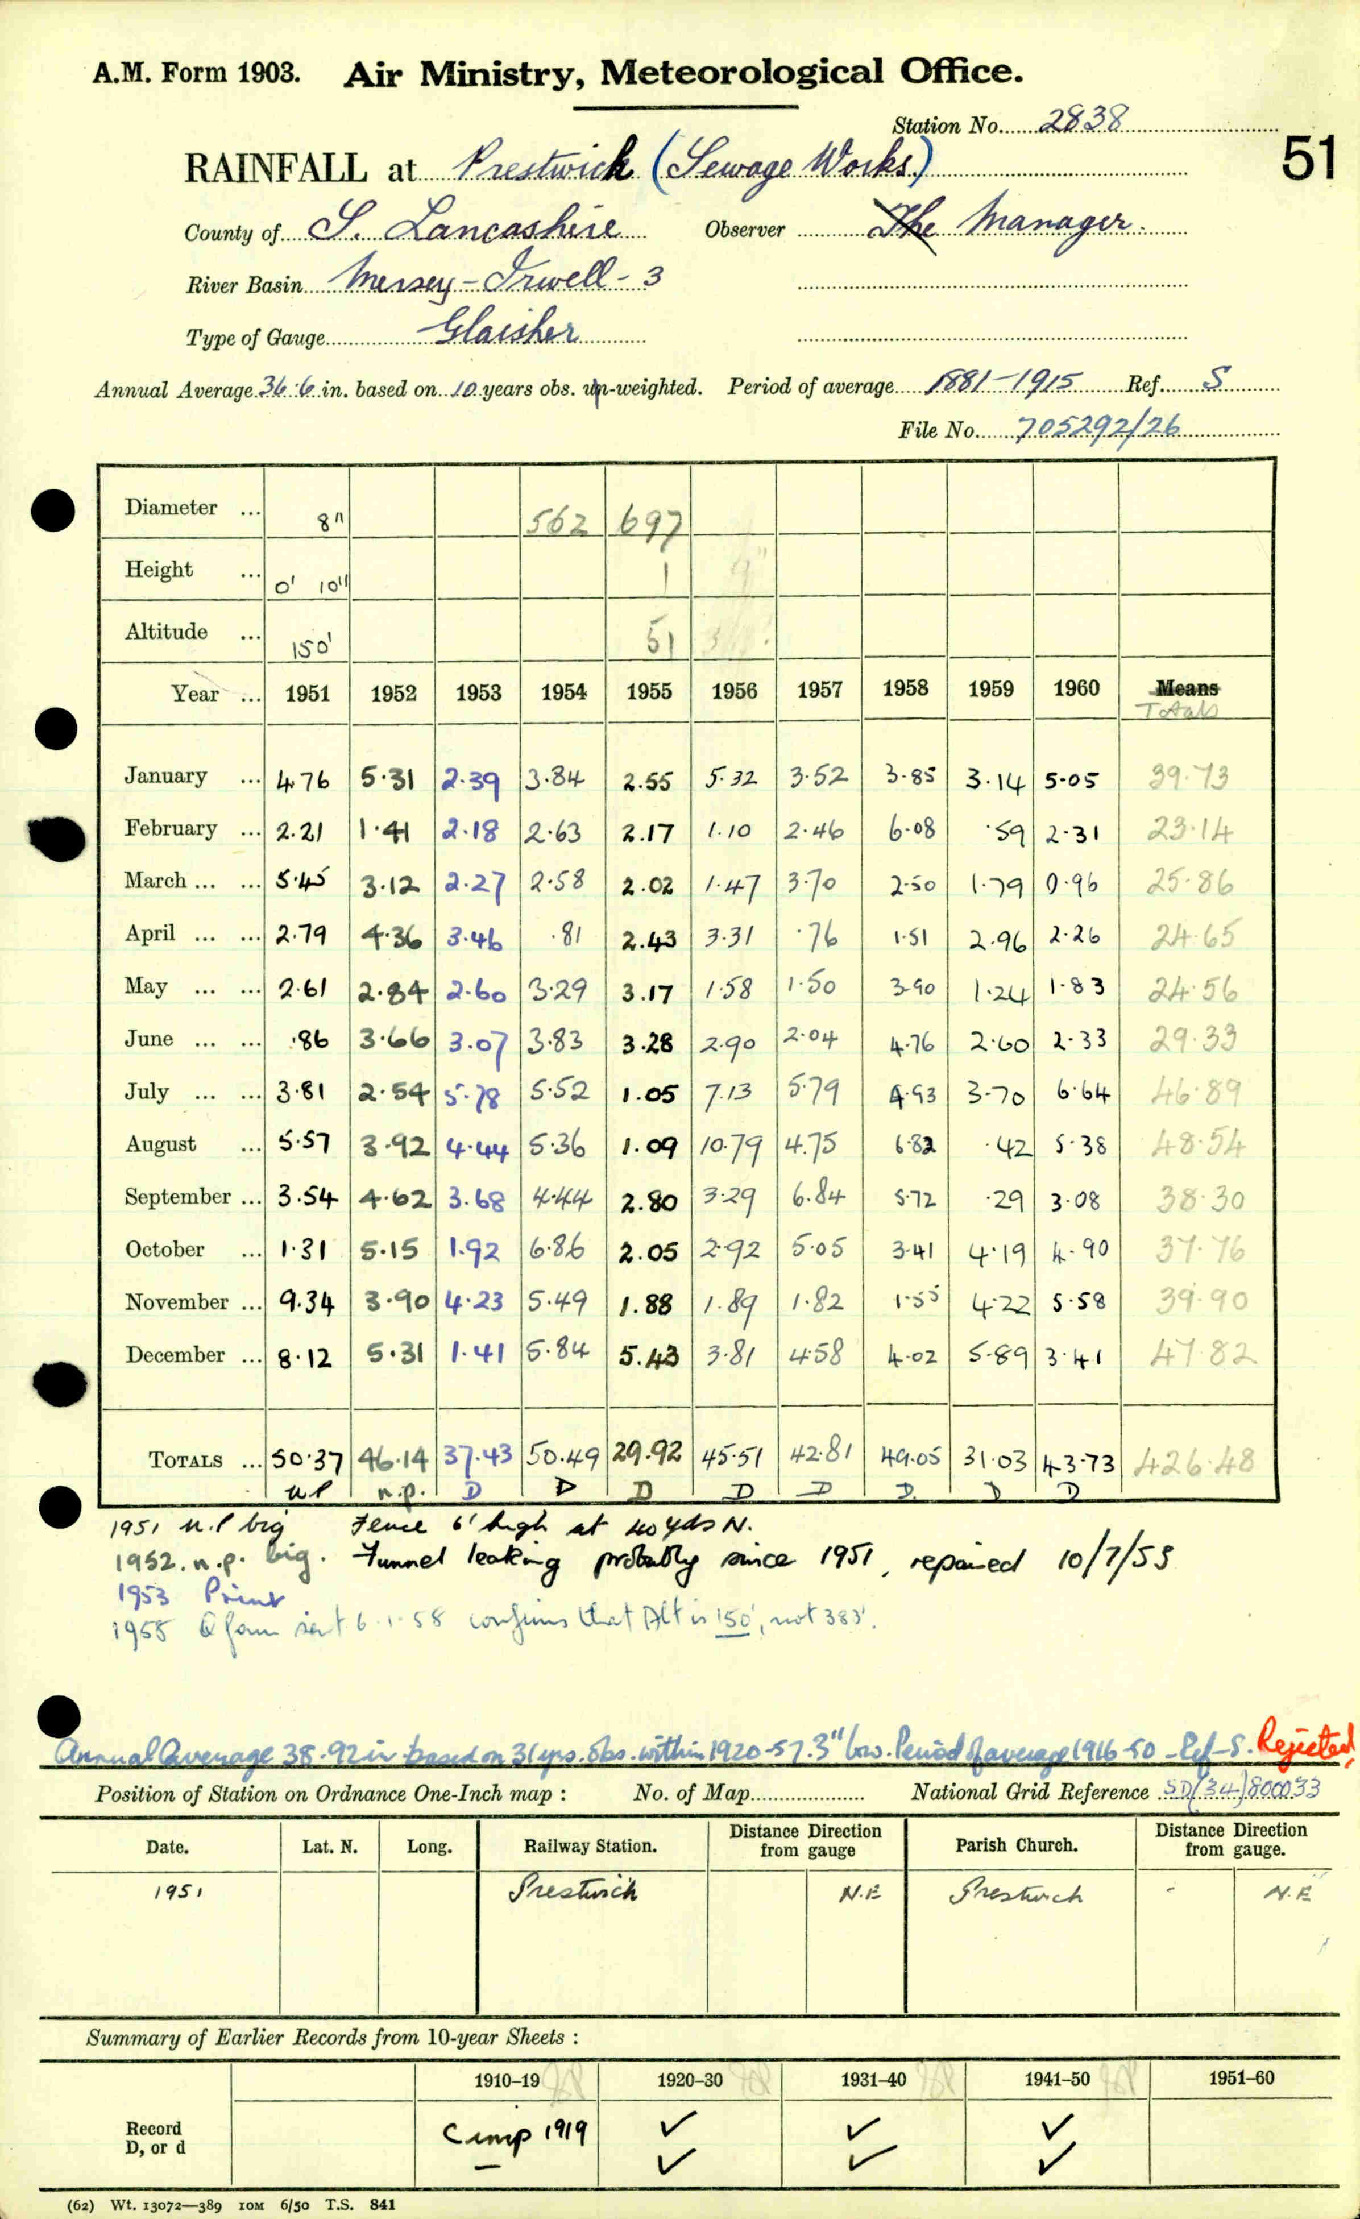 A.M. Form 1903. Air Ministry, Meteorological Office.
Station No. 2838
51
RAINFALL at Prestwich (Sewage Works)
County of S. Lancashire Observer The Manager.
River Basin Mersey - Irwell - 3
Type of Gauge Glaisher
Annual Average 36.6 in. based on 10 years obs. un-weighted. Period of average 1881-1915 Ref. S
File No. 705292/26
Diameter ... 8" 562 697
Height ... 0' 10" 1
Altitude ... 150' 51
Year ... 1951 1952 1953 1954 1955 1956 1957 1958 1959 1960 Means
Totals
January ... 4.76 5.31 2.39 3.84 2.55 5.32 3.52 3.85 3.14 5.05 39.73
February ... 2.21 1.41 2.18 2.63 2.17 1.10 2.46 6.08 .59 2.31 23.14
March ... ... 5.45 3.12 2.27 2.58 2.02 1.47 3.70 2.50 1.79 0.96 25.86
April ... ... 2.79 4.36 3.46 .81 2.43 3.31 .76 1.51 2.96 2.26 24.65
May ... ... 2.61 2.84 2.60 3.29 3.17 1.58 1.50 3.90 1.24 1.83 24.56
June ... ... .86 3.66 3.07 3.83 3.28 2.90 2.04 4.76 2.60 2.33 29.33
July ... ... 3.81 2.54 5.78 5.52 1.05 7.13 5.79 4.93 3.70 6.64 46.89
August ... 5.57 3.92 4.44 5.36 1.09 10.79 4.75 6.82 .42 5.38 48.54
September ... 3.54 4.62 3.68 4.44 2.80 3.29 6.84 5.72 .29 3.08 38.30
October ... 1.31 5.15 1.92 6.86 2.05 2.92 5.05 3.41 4.19 4.90 37.76
November ... 9.34 3.90 4.23 5.49 1.88 1.89 1.82 1.55 4.22 5.58 39.90
December ... 8.12 5.31 1.41 5.84 5.43 3.81 4.58 4.02 5.89 3.41 47.82
TOTALS ... 50.37 46.14 37.43 50.49 29.92 45.51 42.81 49.05 31.03 43.73 426.48
n.p. n.p. D D D D D D. D D
1951 n.p big Fence 6' high at 40 yds N.
1952. n.p. big. Funnel leaking probably since 1951, repaired 10/7/53
1953 Print
1955 Q form sent 6.1.58 confirms that Alt is 150', not 383'.
Annual Average 38.92 in based on 31 yrs. obs. within 1920-57. 3" low. Period of average 1916-50 - Ref - S. Rejected
Position of Station on Ordnance One-Inch map : No. of Map National Grid Reference SD(34)800033
Date. Lat. N. Long. Railway Station. Distance from Direction gauge Parish Church. Distance from Direction gauge.
1951 Prestwich N.E Prestwich - N.E
Summary of Earlier Records from 10-year Sheets :
1910-19 1920-30 1931-40 1941-50 1951-60
Record Comp 1919 ✓ ✓ ✓
D, or d – ✓ ✓ ✓
(62) Wt. 13072—389 10M 6/50 T.S. 841